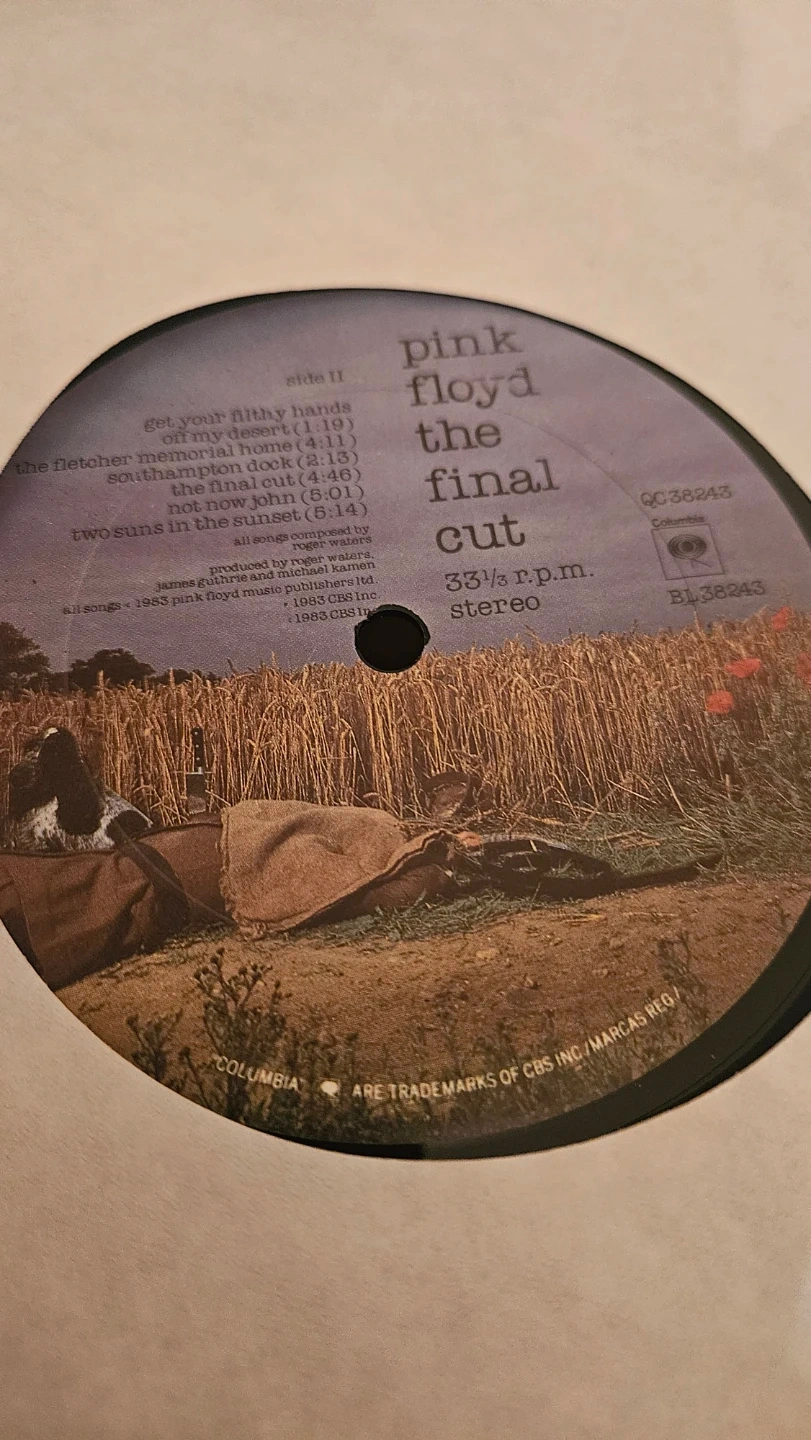 side II
get your filthy hands
off my desert (1:19)
the fletcher memorial home (4:11)
southampton dock (2:13)
the final cut (4:46)
not now john (5:01)
two suns in the sunset (5:14)
all songs composed by
roger waters
produced by roger waters,
james guthrie and michael kamen
all songs © 1983 pink floyd music publishers ltd.
℗ 1983 CBS Inc.
© 1983 CBS Inc.
pink
floyd
the
final
cut
33⅓ r.p.m.
stereo
QC 38243
Columbia
BL 38243
"COLUMBIA" ARE TRADEMARKS OF CBS INC./MARCAS REG./